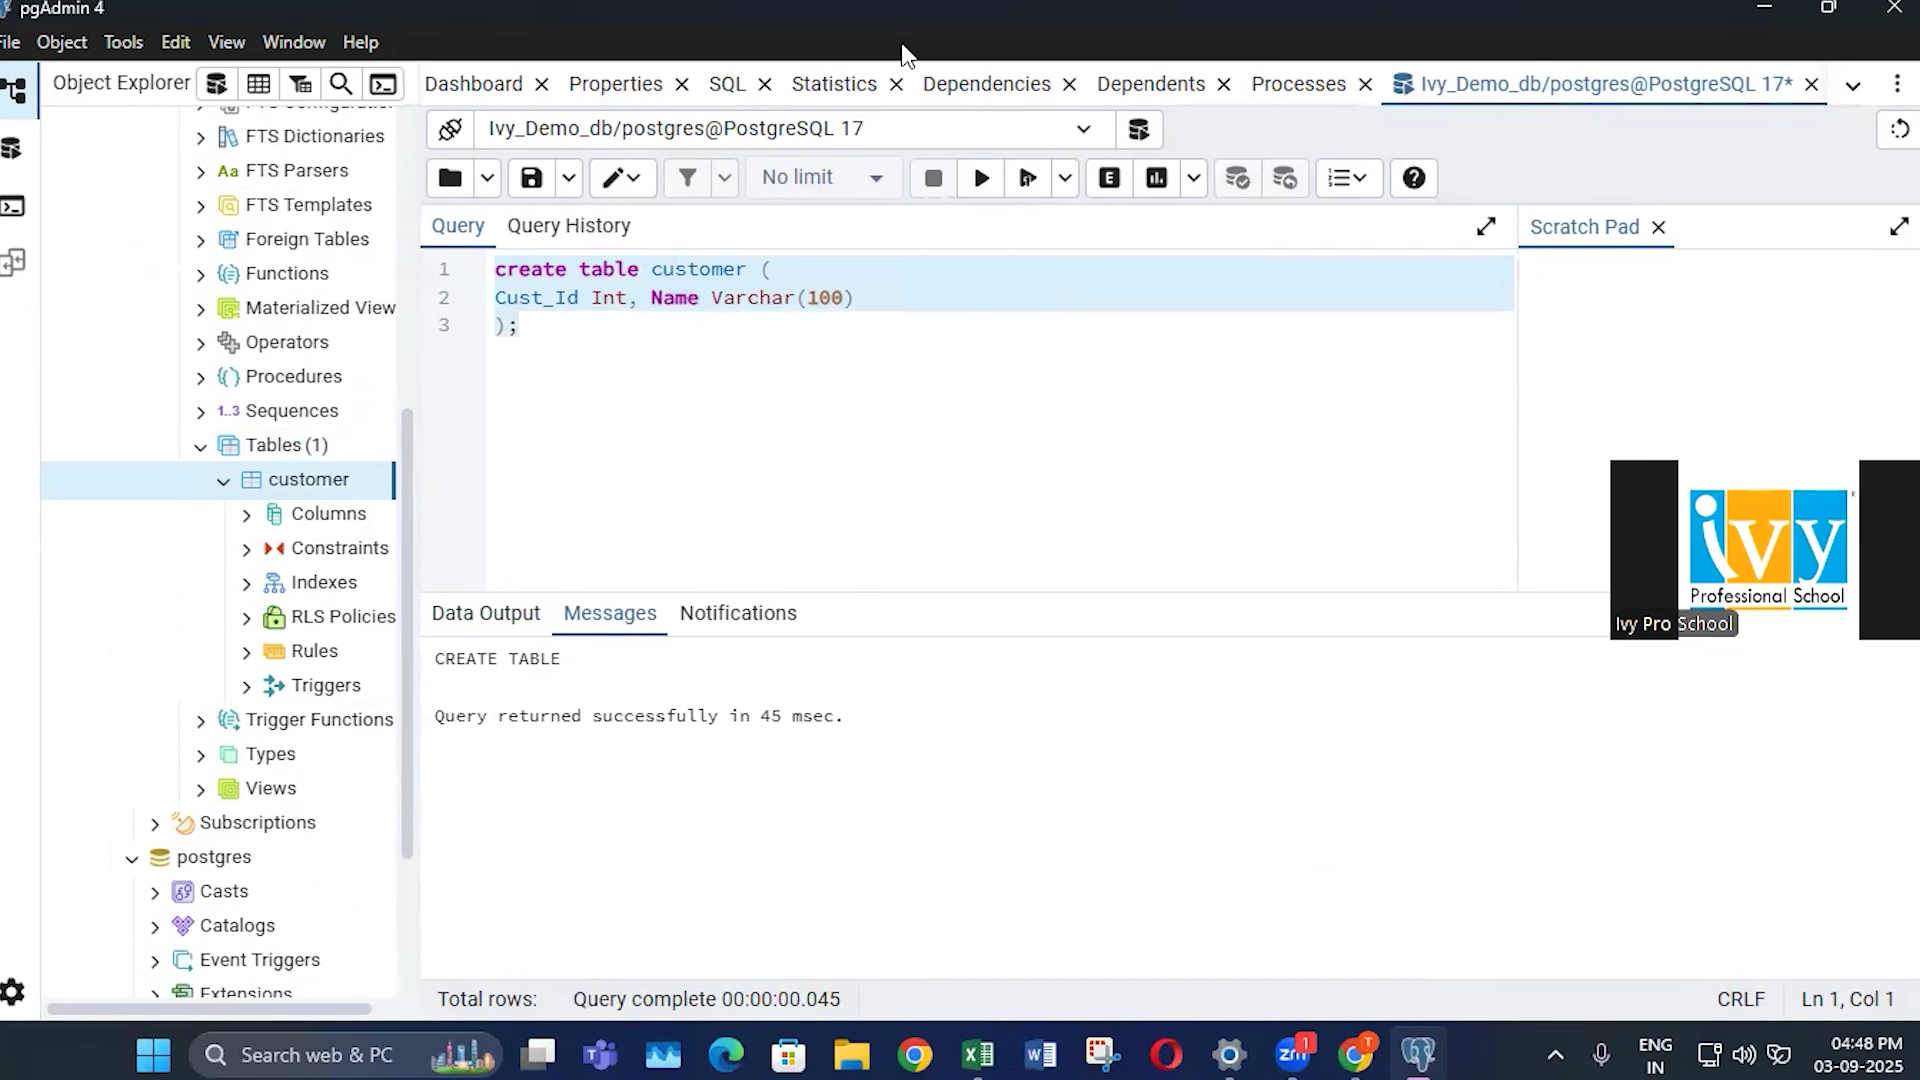 pgAdmin 4
File Object Tools Edit View Window Help
Object Explorer
Dashboard Properties SQL Statistics Dependencies Dependents Processes Ivy_Demo_db/postgres@PostgreSQL 17*
Ivy_Demo_db/postgres@PostgreSQL 17
No limit
E
Query Query History
Scratch Pad
1 create table customer (
2 Cust_Id Int, Name Varchar(100)
3 );
FTS Dictionaries
Aa FTS Parsers
FTS Templates
Foreign Tables
Functions
Materialized View
Operators
Procedures
1..3 Sequences
Tables (1)
customer
Columns
Constraints
Indexes
RLS Policies
Rules
Triggers
Trigger Functions
Types
Views
Subscriptions
postgres
Casts
Catalogs
Event Triggers
Extensions
Data Output Messages Notifications
CREATE TABLE
Query returned successfully in 45 msec.
ivy
Professional School
Ivy Pro School
Total rows: Query complete 00:00:00.045
CRLF Ln 1, Col 1
Search web & PC
zm 1
T
ENG
IN
04:48 PM
03-09-2025